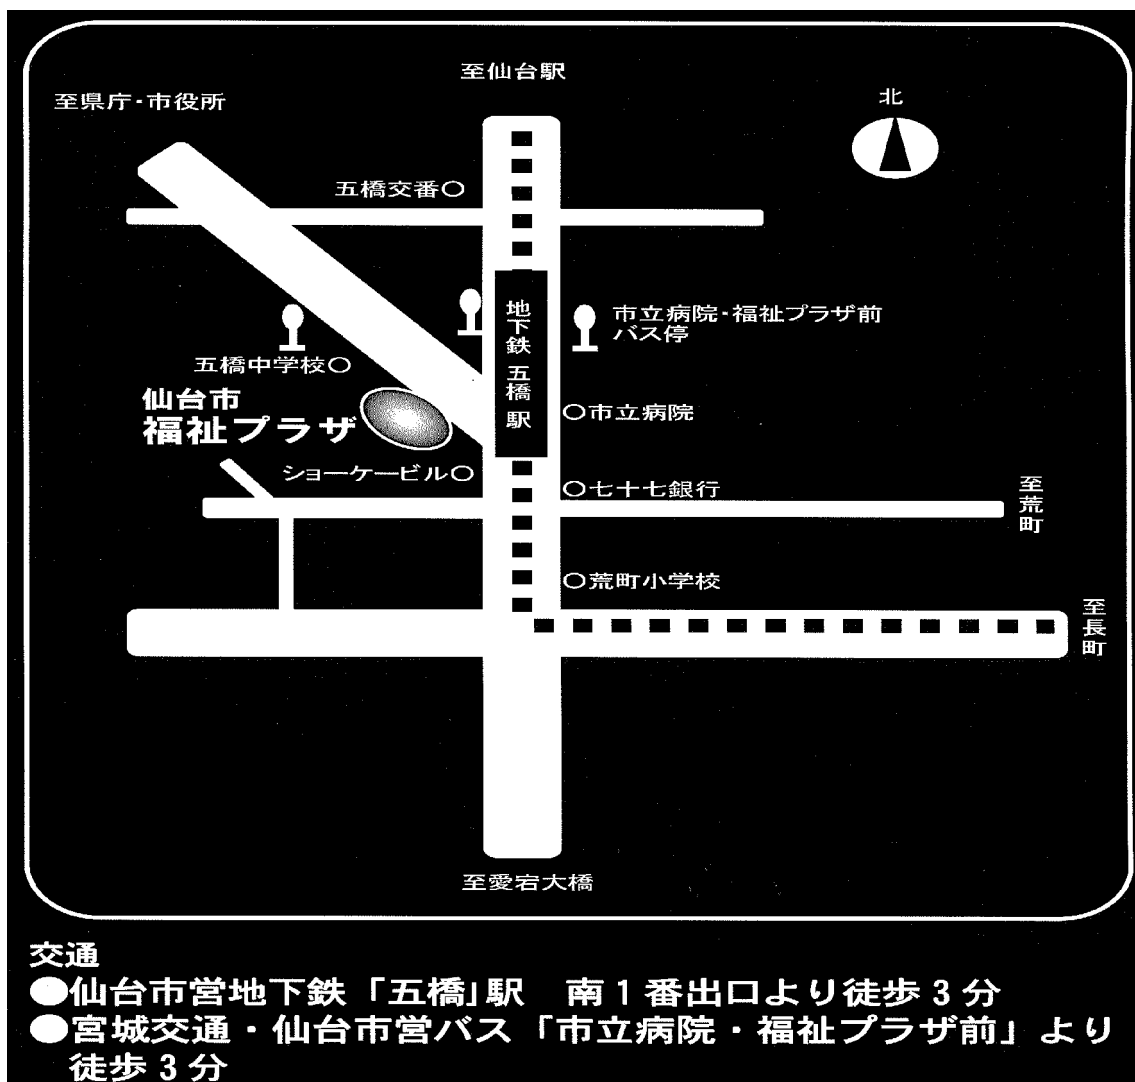 至仙台駅
至県庁・市役所
北
五橋交番○
地下鉄 五橋駅
市立病院・福祉プラザ前
バス停
五橋中学校○
仙台市
福祉プラザ
○市立病院
ショーケービル○
○七十七銀行
至荒町
○荒町小学校
至長町
至愛宕大橋
交通
●仙台市営地下鉄「五橋」駅　南1番出口より徒歩3分
●宮城交通・仙台市営バス「市立病院・福祉プラザ前」より
徒歩3分